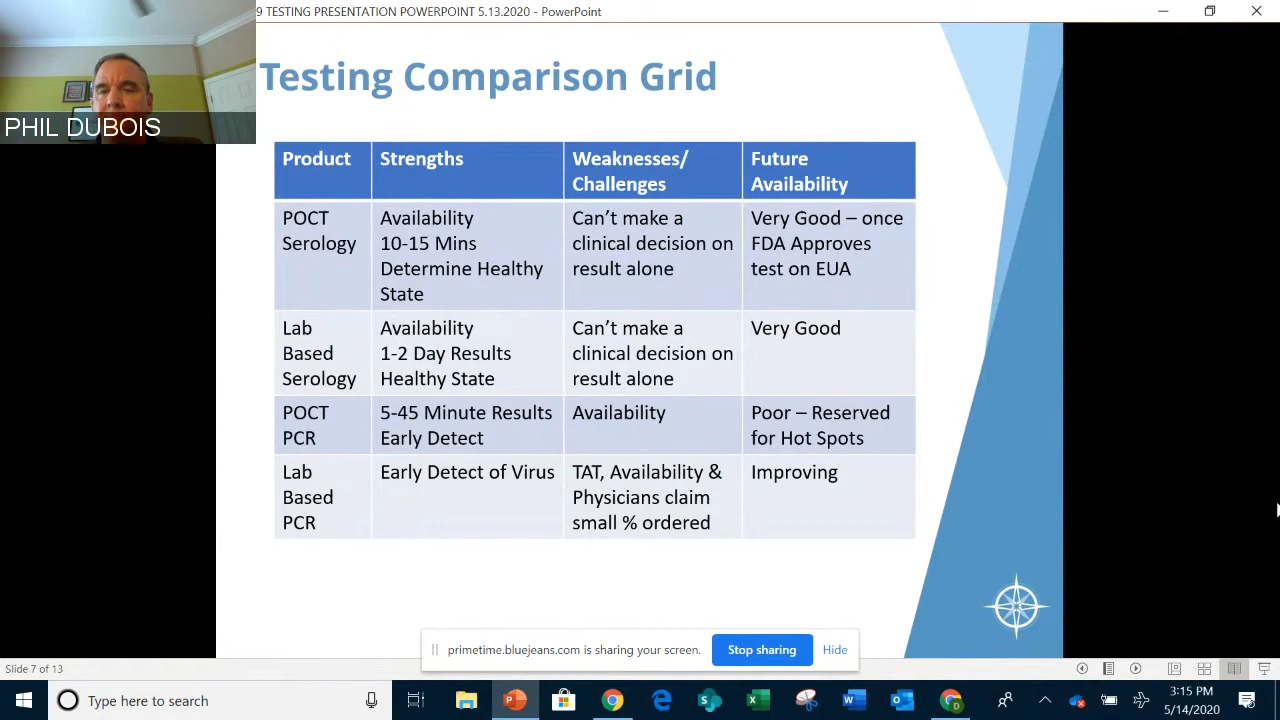 9 TESTING PRESENTATION POWERPOINT 5.13.2020 - PowerPoint
PHIL DUBOIS
Testing Comparison Grid
Product
Strengths
Weaknesses/
Challenges
Future
Availability
POCT
Serology
Availability
10-15 Mins
Determine Healthy
State
Can't make a
clinical decision on
result alone
Very Good – once
FDA Approves
test on EUA
Lab
Based
Serology
Availability
1-2 Day Results
Healthy State
Can't make a
clinical decision on
result alone
Very Good
POCT
PCR
5-45 Minute Results
Early Detect
Availability
Poor – Reserved
for Hot Spots
Lab
Based
PCR
Early Detect of Virus
TAT, Availability &
Physicians claim
small % ordered
Improving
primetime.bluejeans.com is sharing your screen.
Stop sharing
Hide
Slide 7 of 13
Type here to search
3:15 PM
5/14/2020